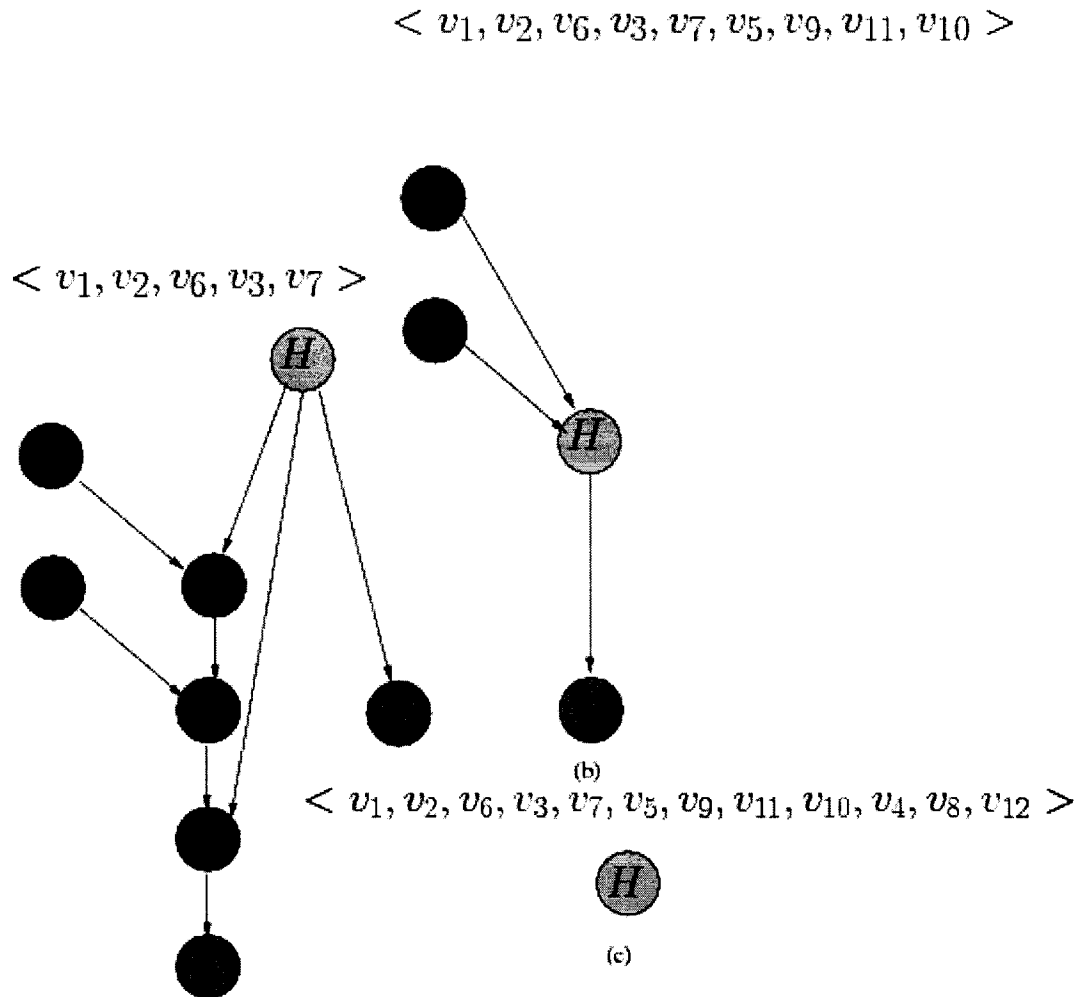 < v₁, v₂, v₆, v₃, v₇, v₅, v₉, v₁₁, v₁₀ >
< v₁, v₂, v₆, v₃, v₇ >
H
H
(b)
< v₁, v₂, v₆, v₃, v₇, v₅, v₉, v₁₁, v₁₀, v₄, v₈, v₁₂ >
H
(c)